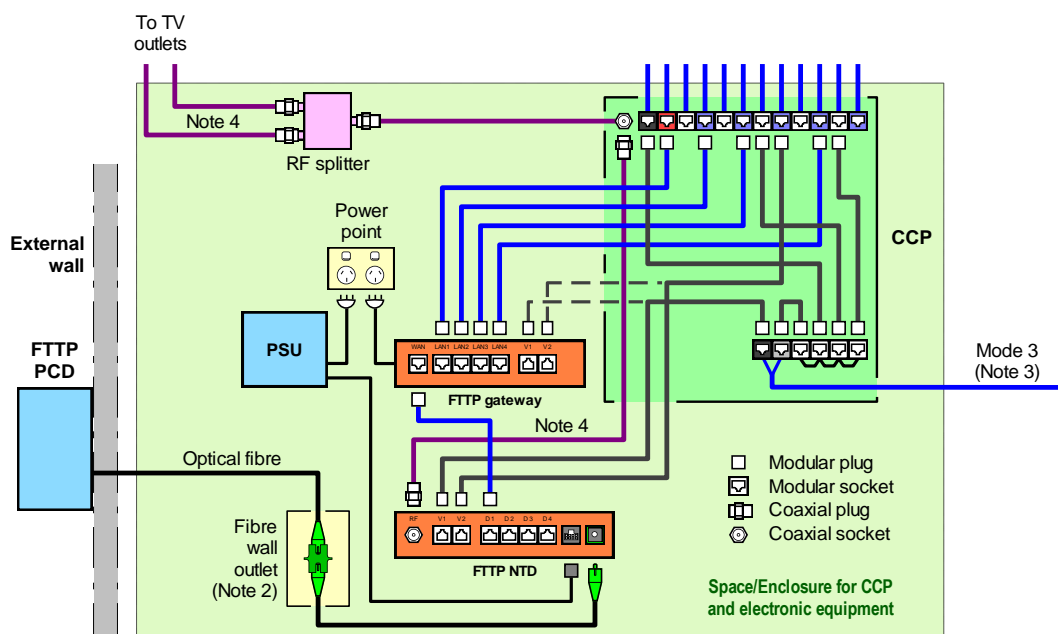 To TV
outlets
Note 4
RF splitter
Power
point
External
wall
CCP
PSU
FTTP
PCD
WAN LAN1 LAN2 LAN3 LAN4 V1 V2
FTTP gateway
Mode 3
(Note 3)
Note 4
Optical fibre
Modular plug
Modular socket
Coaxial plug
Coaxial socket
RF V1 V2 D1 D2 D3 D4
Fibre
wall
outlet
(Note 2)
FTTP NTD
Space/Enclosure for CCP
and electronic equipment